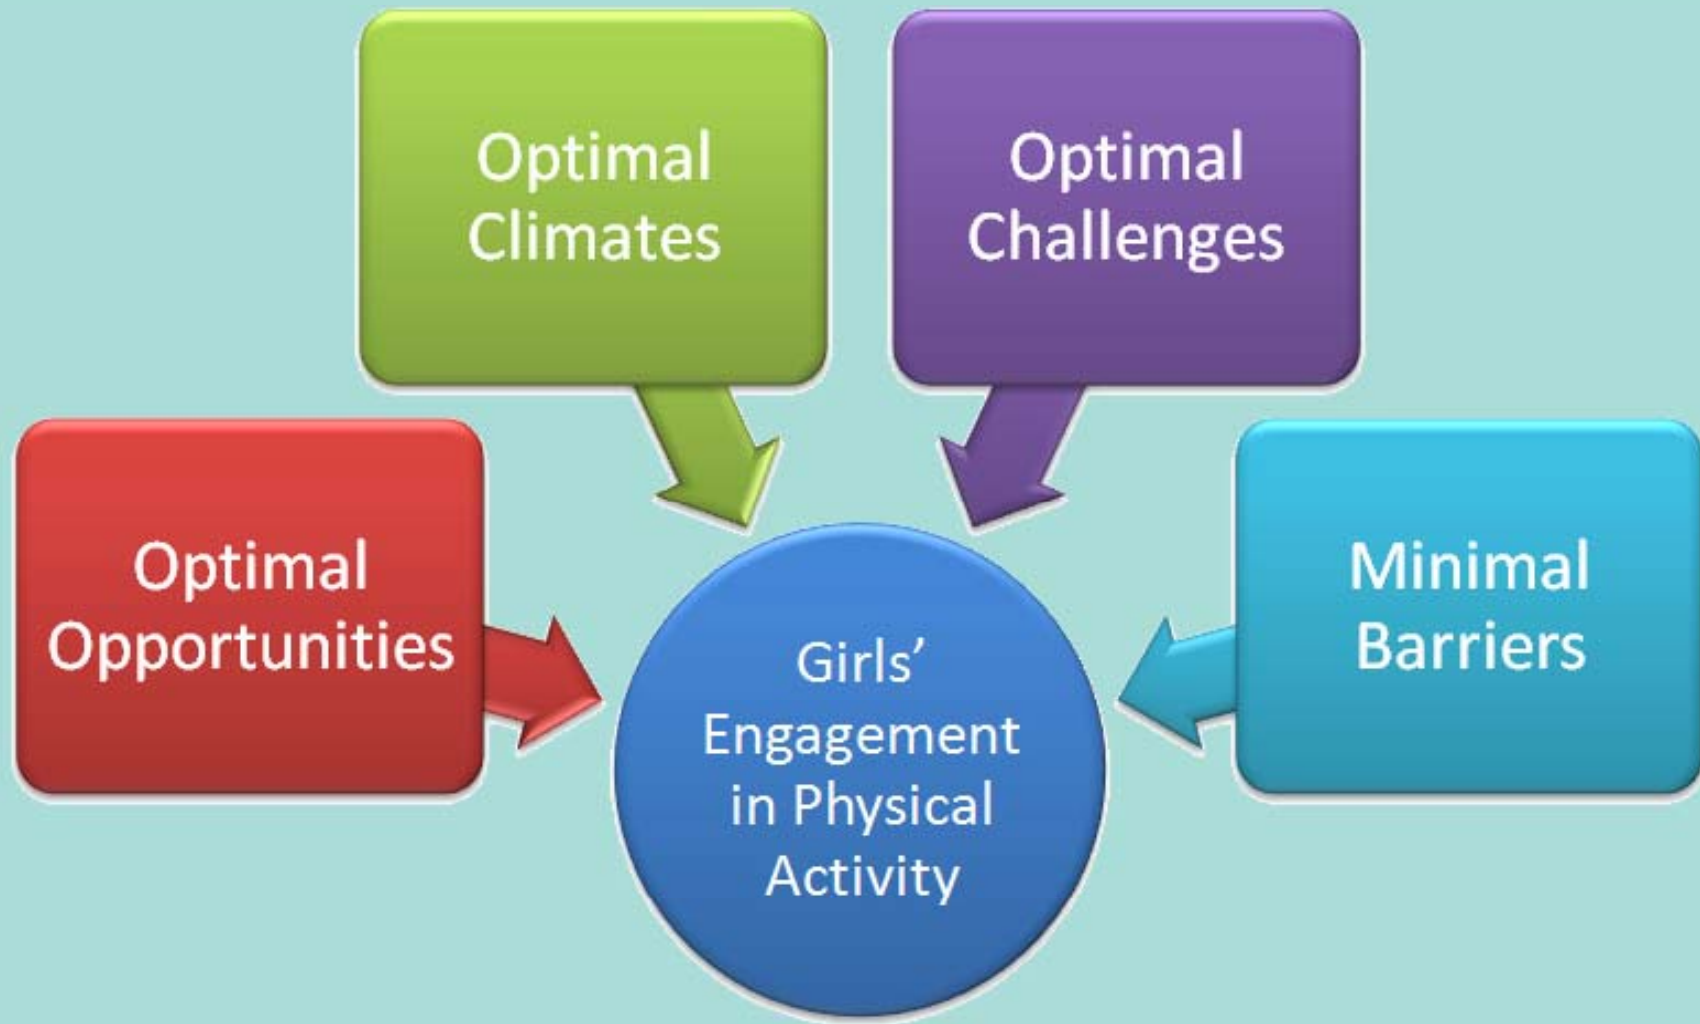 Optimal
Climates
Optimal
Challenges
Optimal
Opportunities
Minimal
Barriers
Girls’
Engagement
in Physical
Activity